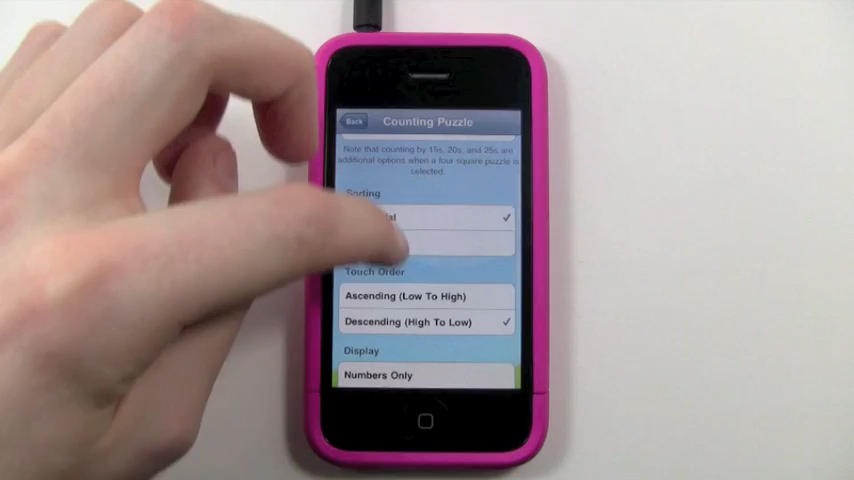 Back
Counting Puzzle
Note that counting by 15s, 20s, and 25s are
additional options when a four square puzzle is
selected.
Sorting
Touch Order
Ascending (Low To High)
Descending (High To Low)
Display
Numbers Only